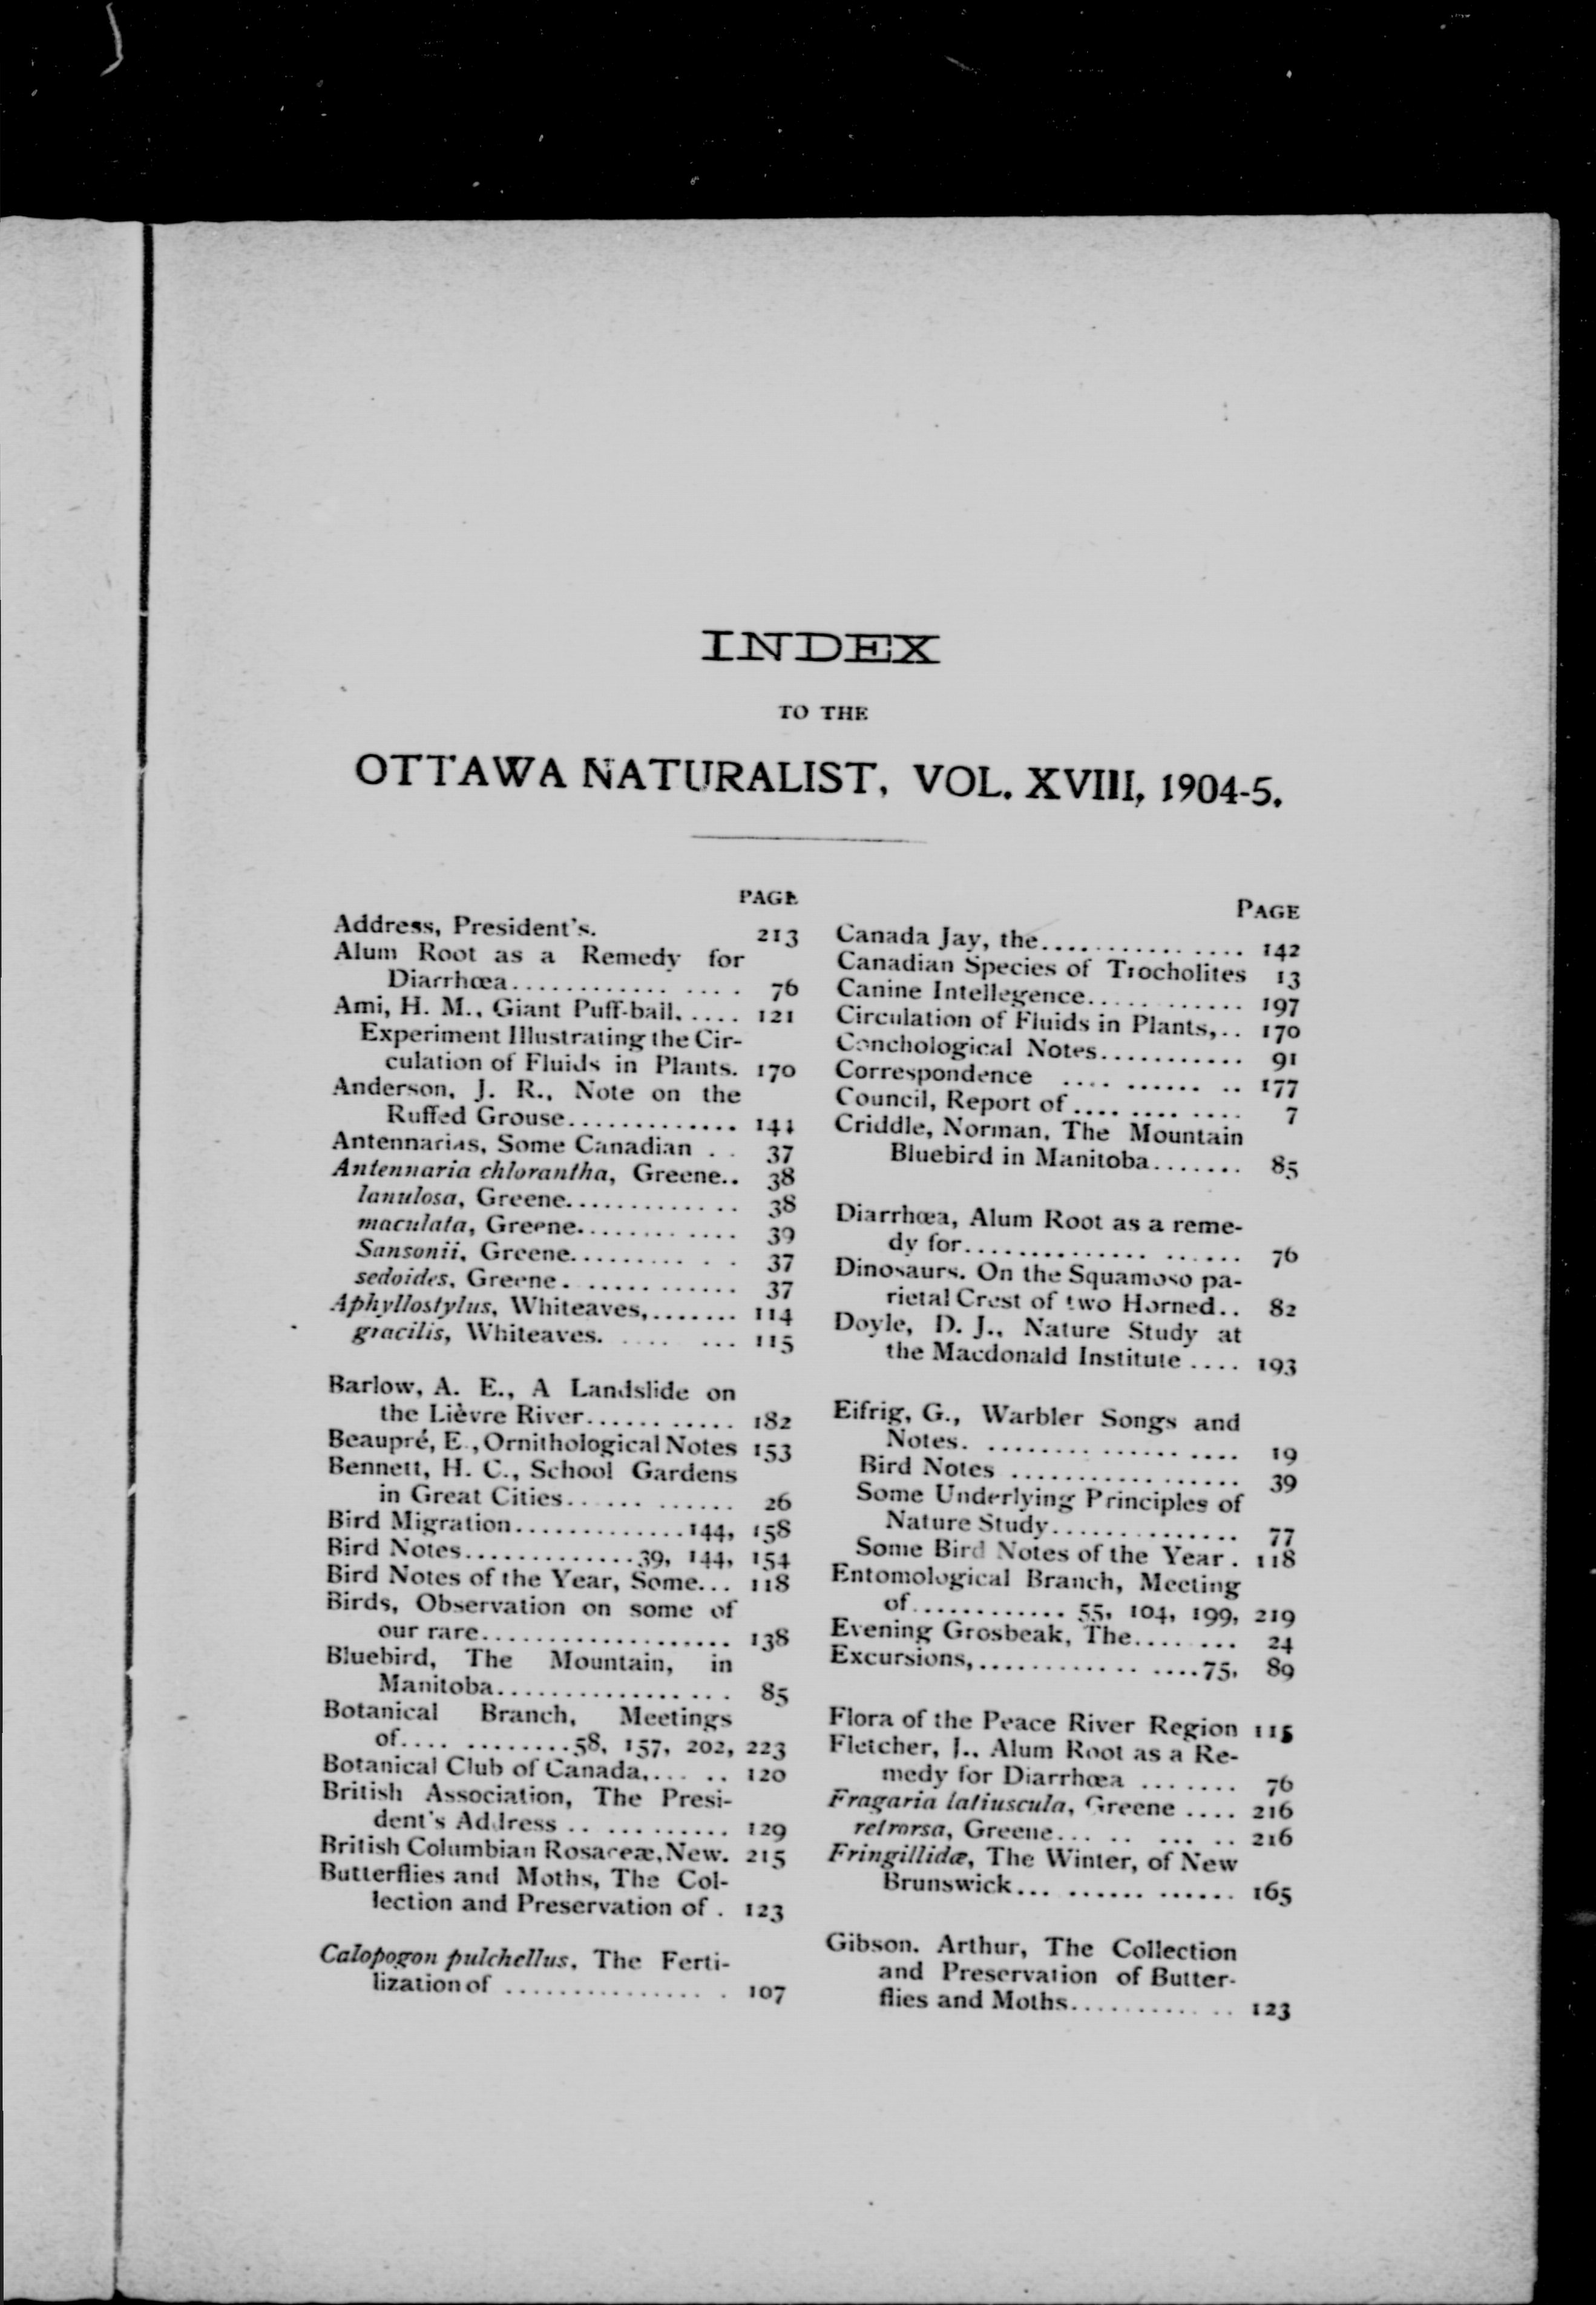 INDEX
TO THE
OTTAWA NATURALIST, VOL. XVIII, 1904-5.
PAGE
Address, President's. 213
Alum Root as a Remedy for
Diarrhœa............ .... 76
Ami, H. M., Giant Puff-ball..... 121
Experiment Illustrating the Cir-
culation of Fluids in Plants. 170
Anderson, J. R., Note on the
Ruffed Grouse............. 144
Antennarias, Some Canadian . . 37
Antennaria chlorantha, Greene.. 38
lanulosa, Greene............. 38
maculata, Greene............ 39
Sansonii, Greene.......... . . 37
sedoides, Greene. ............ 37
Aphyllostylus, Whiteaves,....... 114
gracilis, Whiteaves. .... ... 115
Barlow, A. E., A Landslide on
the Lièvre River........... 182
Beaupré, E., Ornithological Notes 153
Bennett, H. C., School Gardens
in Great Cities...... ...... 26
Bird Migration.............144, 158
Bird Notes.............39, 144, 154
Bird Notes of the Year, Some... 118
Birds, Observation on some of
our rare................... 138
Bluebird, The Mountain, in
Manitoba.................. 85
Botanical Branch, Meetings
of.... ........58, 157, 202, 223
Botanical Club of Canada,... .. 120
British Association, The Presi-
dent's Address .. .......... 129
British Columbian Rosaceæ, New. 215
Butterflies and Moths, The Col-
lection and Preservation of . 123
Calopogon pulchellus, The Ferti-
lization of ................. 107
PAGE
Canada Jay, the................ 142
Canadian Species of Trocholites 13
Canine Intellegence............ 197
Circulation of Fluids in Plants,.. 170
Conchological Notes........... 91
Correspondence .... ...... .. 177
Council, Report of.... .... .... 7
Criddle, Norman, The Mountain
Bluebird in Manitoba....... 85
Diarrhœa, Alum Root as a reme-
dy for.............. ...... 76
Dinosaurs. On the Squamoso pa-
rietal Crest of two Horned.. 82
Doyle, D. J., Nature Study at
the Macdonald Institute .... 193
Eifrig, G., Warbler Songs and
Notes. ............... .... 19
Bird Notes ................. 39
Some Underlying Principles of
Nature Study.............. 77
Some Bird Notes of the Year. 118
Entomological Branch, Meeting
of............ 55, 104, 199, 219
Evening Grosbeak, The........ 24
Excursions,............ ....75, 89
Flora of the Peace River Region 115
Fletcher, J., Alum Root as a Re-
medy for Diarrhœa ....... 76
Fragaria latiuscula, Greene .... 216
retrorsa, Greene... .. ... .. 216
Fringillidæ, The Winter, of New
Brunswick... ...... ...... 165
Gibson. Arthur, The Collection
and Preservation of Butter-
flies and Moths............ 123